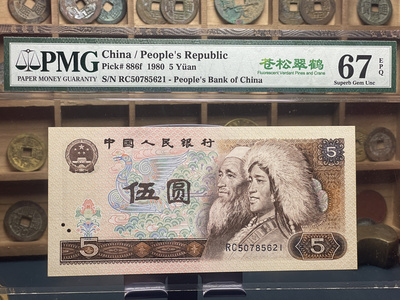 PMG
PAPER MONEY GUARANTY
China / People's Republic
Pick# 886f 1980 5 Yüan
S/N RC50785621 - People's Bank of China
苍松翠鹤
Fluorescent Verdant Pines and Crane
67 EPQ
Superb Gem Unc
中国人民银行
5
伍圆
RC50785621
5
5